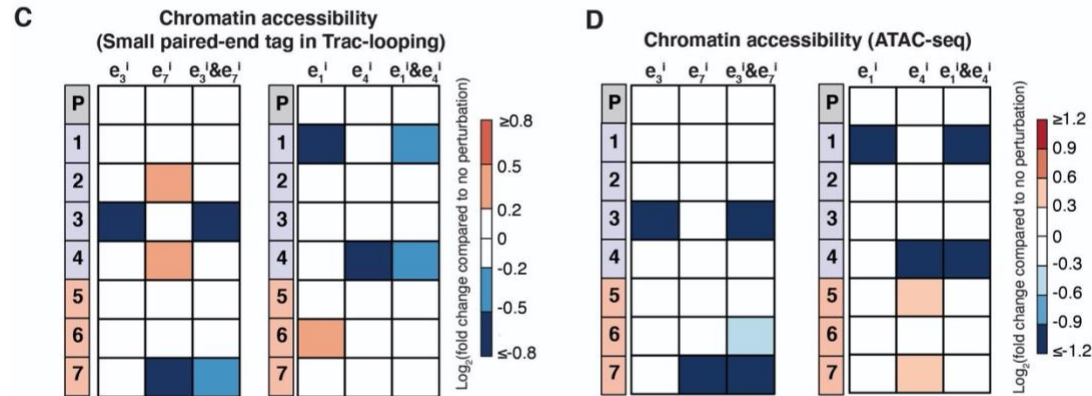 C
Chromatin accessibility
(Small paired-end tag in Trac-looping)
e₃ⁱ e₇ⁱ e₃ⁱ&e₇ⁱ
P
1
2
3
4
5
6
7
e₁ⁱ e₄ⁱ e₁ⁱ&e₄ⁱ
P
1
2
3
4
5
6
7
Log₂(fold change compared to no perturbation)
≥0.8
0.5
0.2
0
-0.2
-0.5
≤-0.8
D
Chromatin accessibility (ATAC-seq)
e₃ⁱ e₇ⁱ e₃ⁱ&e₇ⁱ
P
1
2
3
4
5
6
7
e₁ⁱ e₄ⁱ e₁ⁱ&e₄ⁱ
P
1
2
3
4
5
6
7
Log₂(fold change compared to no perturbation)
≥1.2
0.9
0.6
0.3
0
-0.3
-0.6
-0.9
≤-1.2